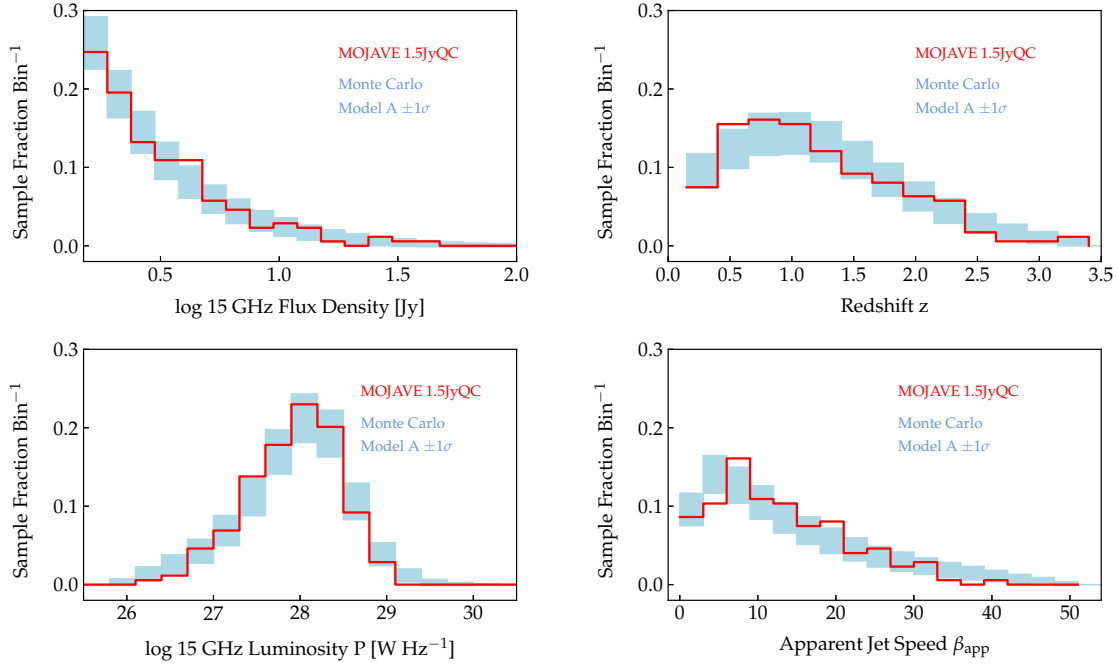 0.3
0.2
0.1
0.0
Sample Fraction Bin⁻¹
MOJAVE 1.5JyQC
Monte Carlo
Model A ±1σ
0.5 1.0 1.5 2.0
log 15 GHz Flux Density [Jy]
0.3
0.2
0.1
0.0
Sample Fraction Bin⁻¹
MOJAVE 1.5JyQC
Monte Carlo
Model A ±1σ
0.0 0.5 1.0 1.5 2.0 2.5 3.0 3.5
Redshift z
0.3
0.2
0.1
0.0
Sample Fraction Bin⁻¹
MOJAVE 1.5JyQC
Monte Carlo
Model A ±1σ
26 27 28 29 30
log 15 GHz Luminosity P [W Hz⁻¹]
0.3
0.2
0.1
0.0
Sample Fraction Bin⁻¹
MOJAVE 1.5JyQC
Monte Carlo
Model A ±1σ
0 10 20 30 40 50
Apparent Jet Speed β_app